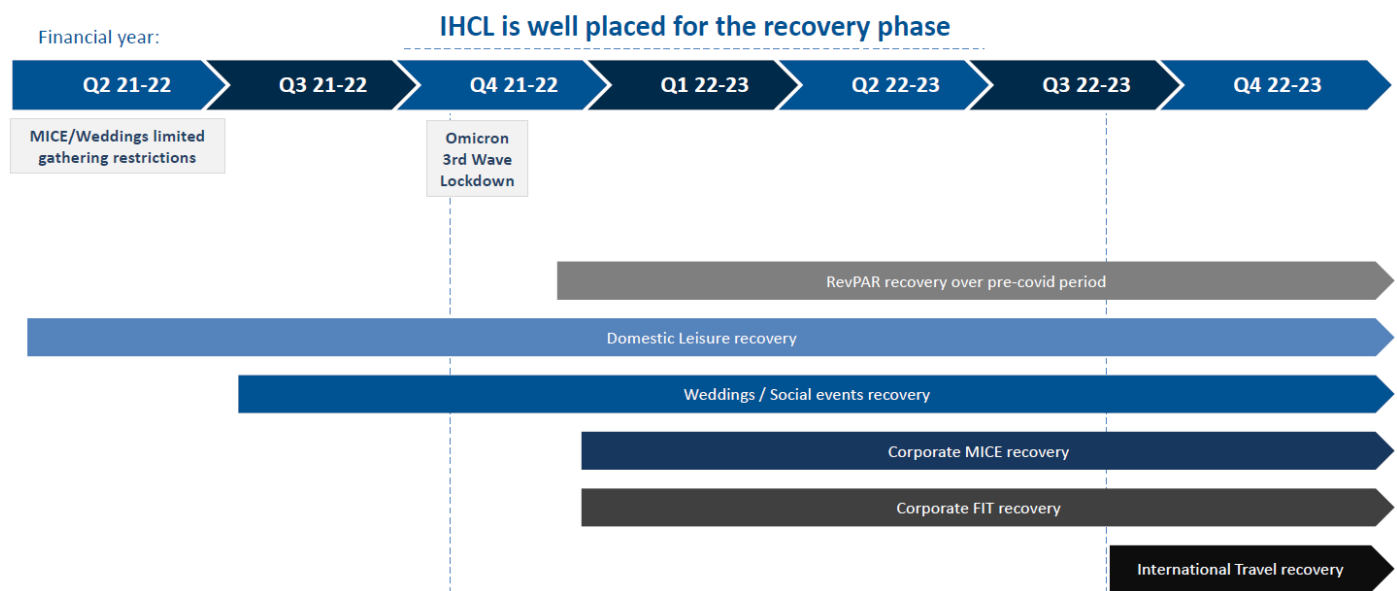 IHCL is well placed for the recovery phase
Financial year:
Q2 21-22
Q3 21-22
Q4 21-22
Q1 22-23
Q2 22-23
Q3 22-23
Q4 22-23
MICE/Weddings limited
gathering restrictions
Omicron
3rd Wave
Lockdown
RevPAR recovery over pre-covid period
Domestic Leisure recovery
Weddings / Social events recovery
Corporate MICE recovery
Corporate FIT recovery
International Travel recovery